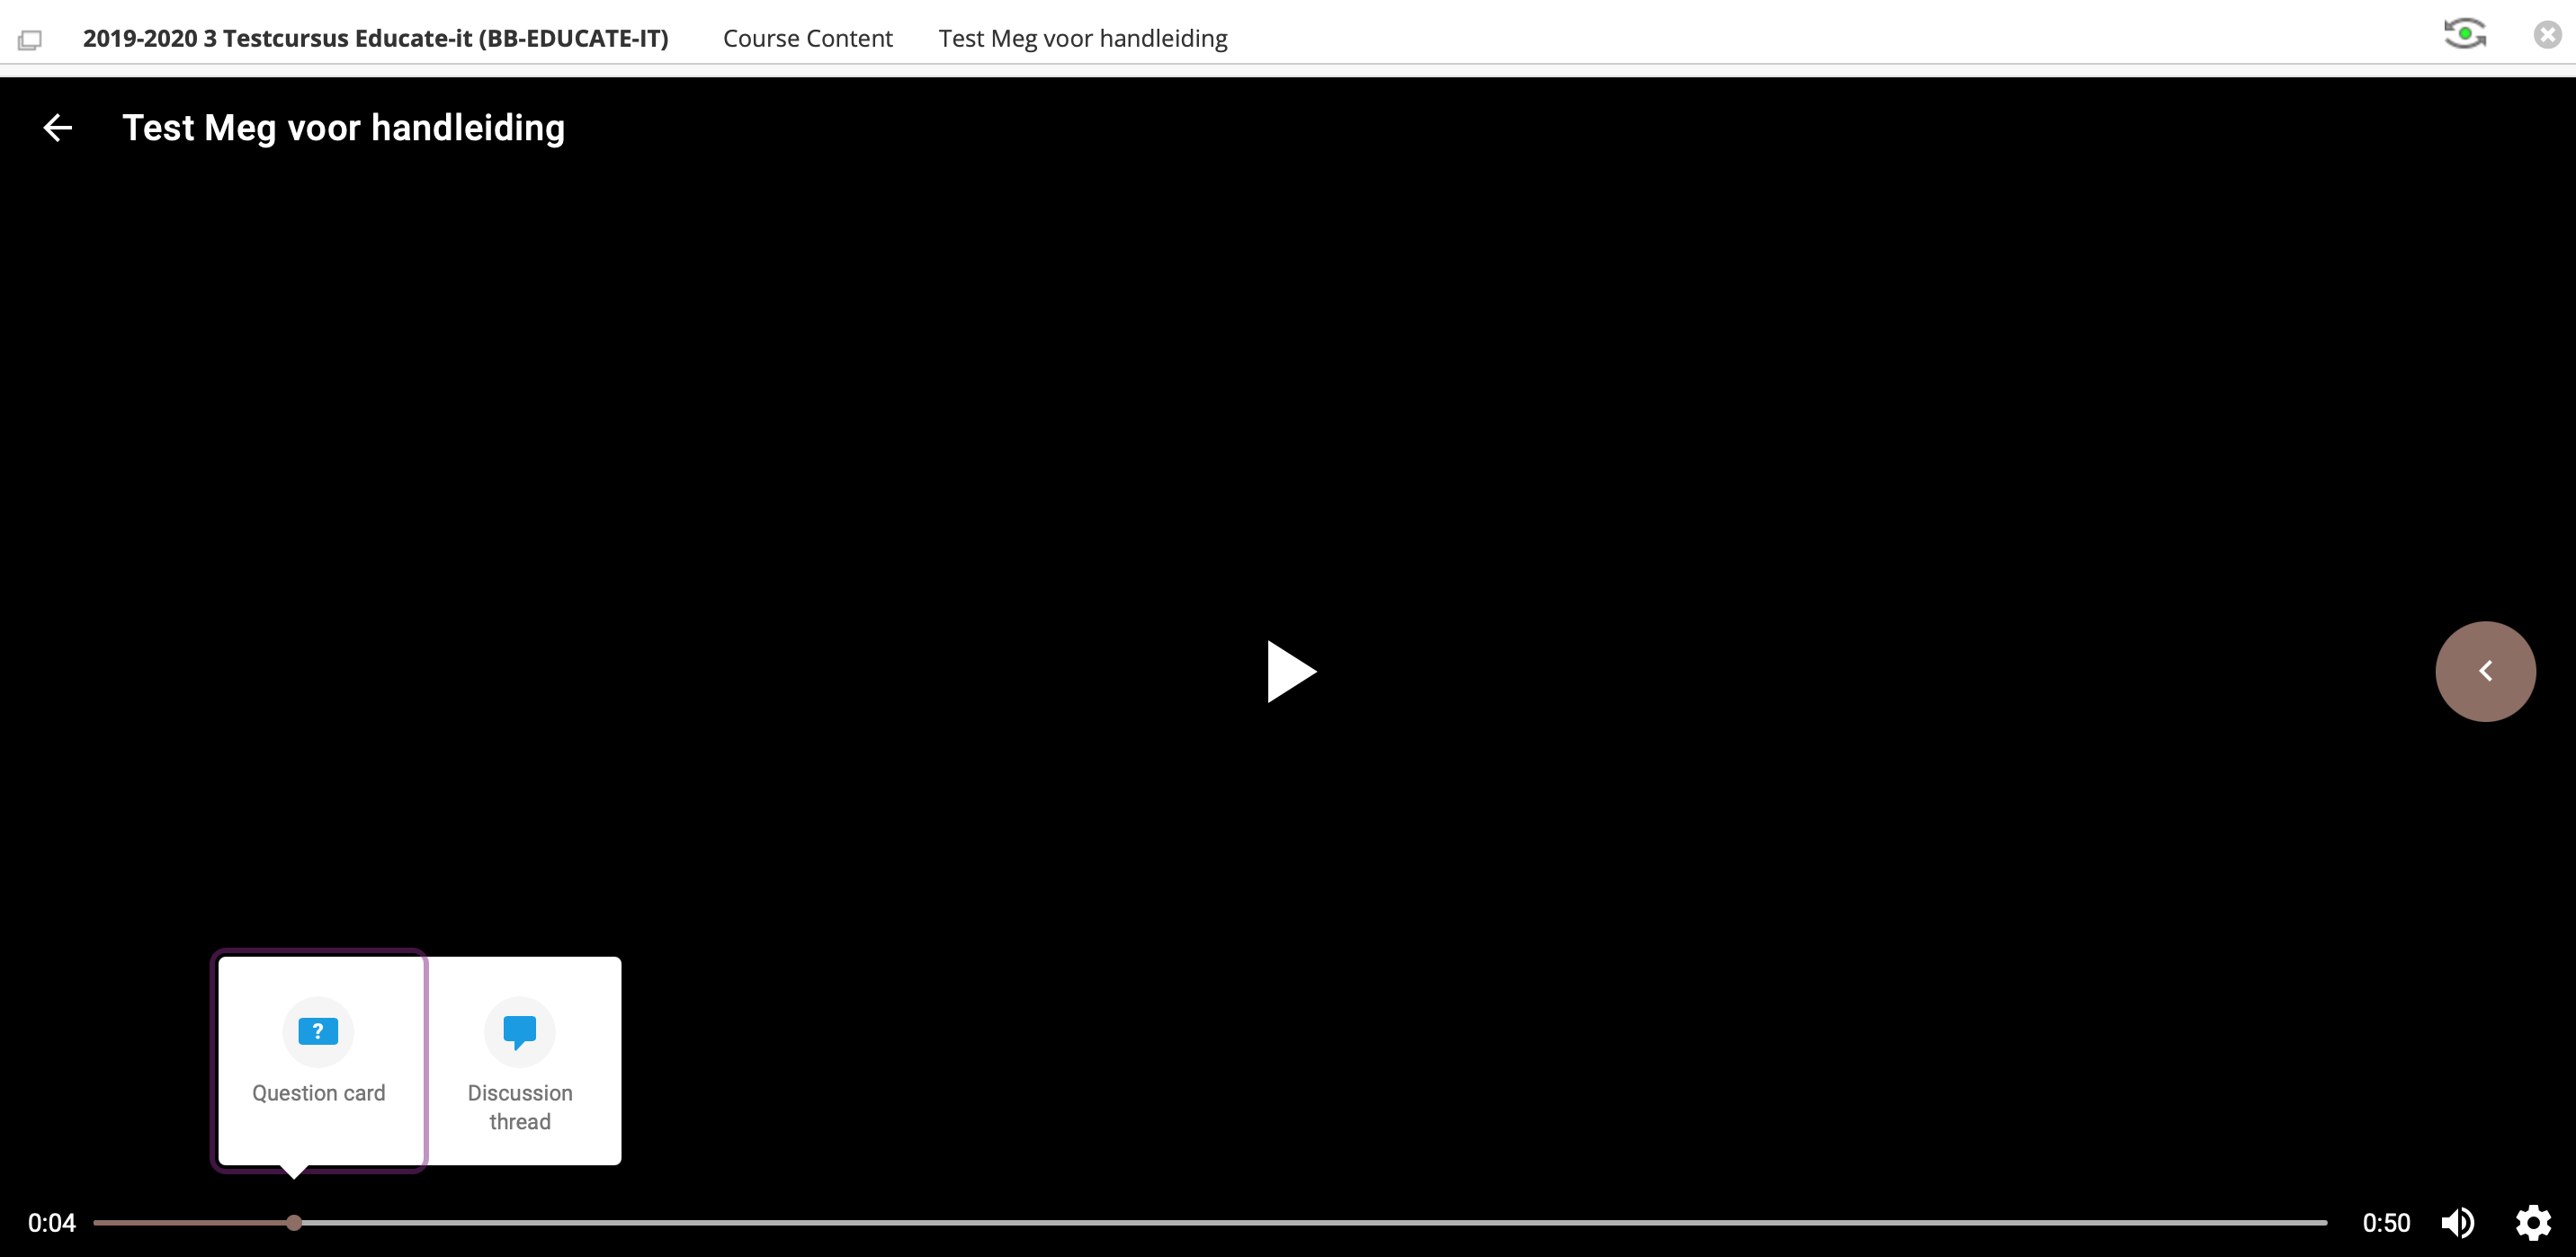 2019-2020 3 Testcursus Educate-it (BB-EDUCATE-IT) Course Content Test Meg voor handleiding
Test Meg voor handleiding
?
Question card
Discussion
thread
0:04
0:50